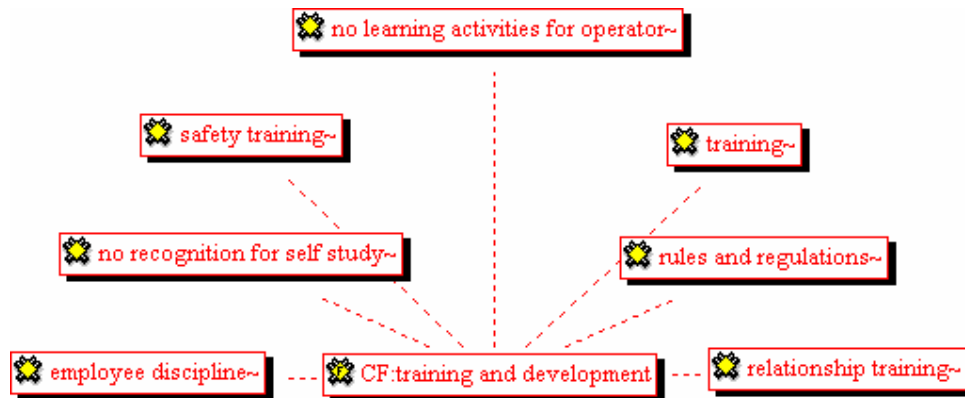 no learning activities for operator~
safety training~
training~
no recognition for self study~
rules and regulations~
employee discipline~
CF:training and development
relationship training~